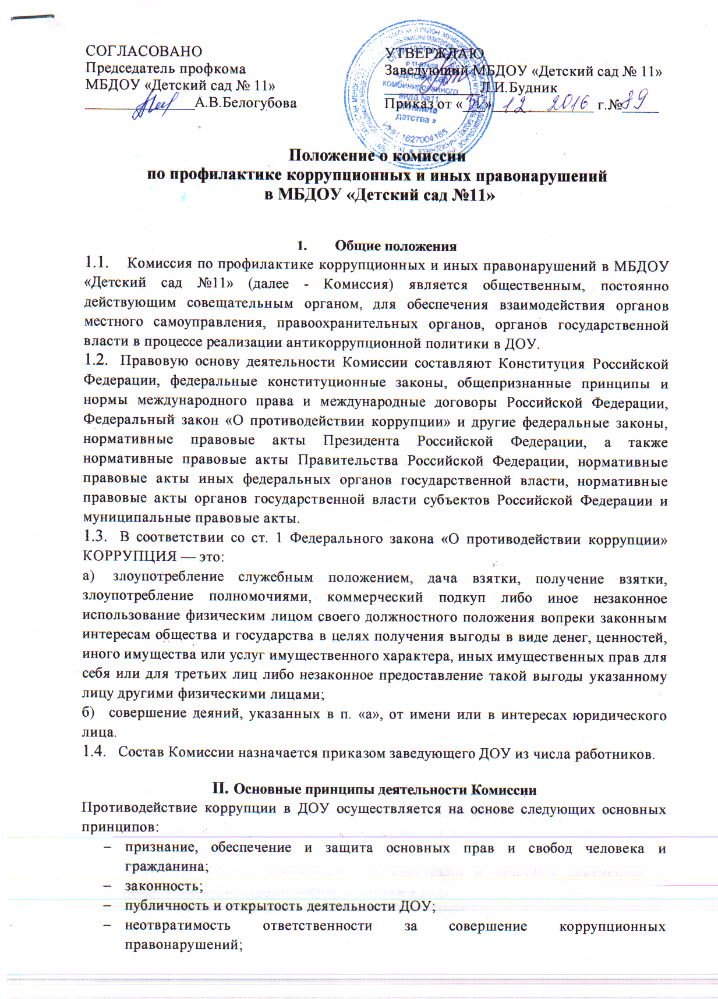 СОГЛАСОВАНО
Председатель профкома
МБДОУ «Детский сад № 11»
А.В.Белогубова
УТВЕРЖДАЮ
Заведующий МБДОУ «Детский сад № 11»
Л.И.Будник
Приказ от « » 12. 2016 г.№ 89
Детский сад
комбинированного
вида №11
детства »
ИНН 1627004165
Положение о комиссии
по профилактике коррупционных и иных правонарушений
в МБДОУ «Детский сад №11»
1. Общие положения
1.1. Комиссия по профилактике коррупционных и иных правонарушений в МБДОУ
«Детский сад №11» (далее - Комиссия) является общественным, постоянно
действующим совещательным органом, для обеспечения взаимодействия органов
местного самоуправления, правоохранительных органов, органов государственной
власти в процессе реализации антикоррупционной политики в ДОУ.
1.2. Правовую основу деятельности Комиссии составляют Конституция Российской
Федерации, федеральные конституционные законы, общепризнанные принципы и
нормы международного права и международные договоры Российской Федерации,
Федеральный закон «О противодействии коррупции» и другие федеральные законы,
нормативные правовые акты Президента Российской Федерации, а также
нормативные правовые акты Правительства Российской Федерации, нормативные
правовые акты иных федеральных органов государственной власти, нормативные
правовые акты органов государственной власти субъектов Российской Федерации и
муниципальные правовые акты.
1.3. В соответствии со ст. 1 Федерального закона «О противодействии коррупции»
КОРРУПЦИЯ — это:
а) злоупотребление служебным положением, дача взятки, получение взятки,
злоупотребление полномочиями, коммерческий подкуп либо иное незаконное
использование физическим лицом своего должностного положения вопреки законным
интересам общества и государства в целях получения выгоды в виде денег, ценностей,
иного имущества или услуг имущественного характера, иных имущественных прав для
себя или для третьих лиц либо незаконное предоставление такой выгоды указанному
лицу другими физическими лицами;
б) совершение деяний, указанных в п. «а», от имени или в интересах юридического
лица.
1.4. Состав Комиссии назначается приказом заведующего ДОУ из числа работников.
II. Основные принципы деятельности Комиссии
Противодействие коррупции в ДОУ осуществляется на основе следующих основных
принципов:
– признание, обеспечение и защита основных прав и свобод человека и
гражданина;
– законность;
– публичность и открытость деятельности ДОУ;
– неотвратимость ответственности за совершение коррупционных
правонарушений;